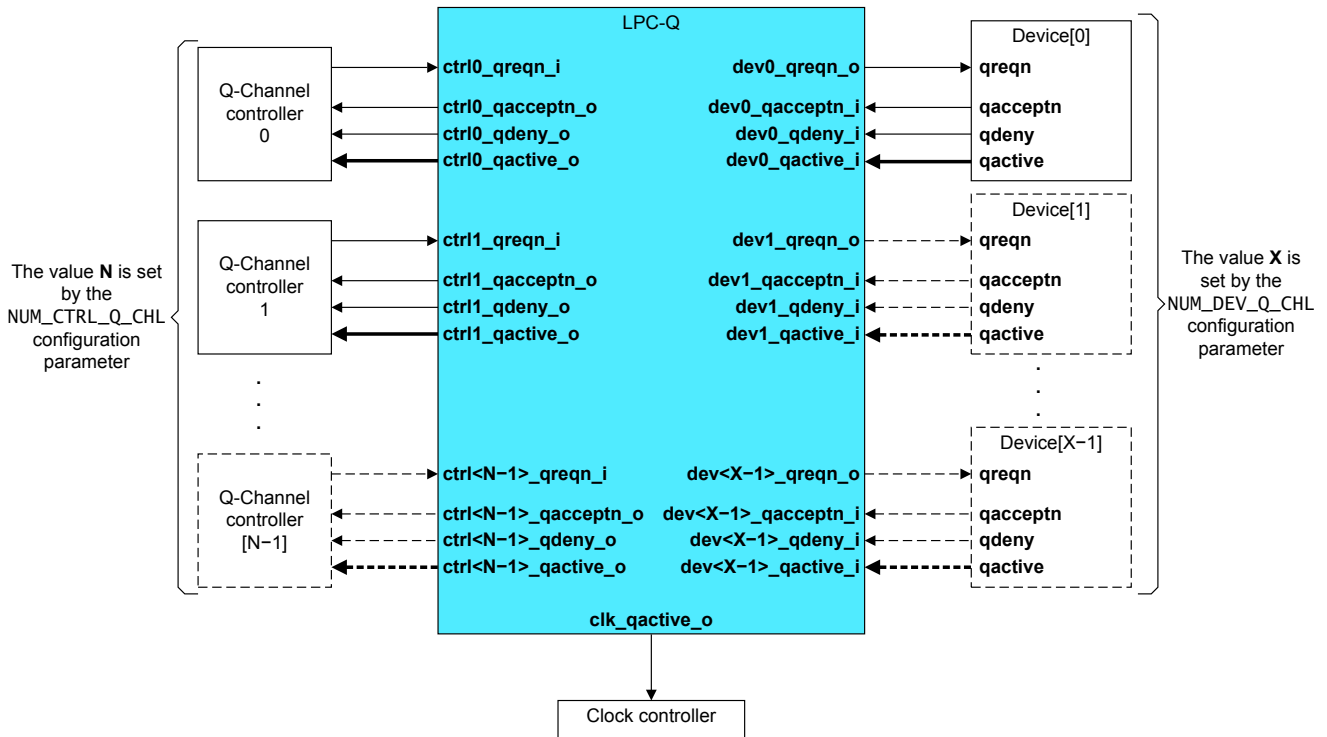 LPC-Q
The value N is set
by the
NUM_CTRL_Q_CHL
configuration
parameter
Q-Channel
controller
0
ctrl0_qreqn_i
ctrl0_qacceptn_o
ctrl0_qdeny_o
ctrl0_qactive_o
dev0_qreqn_o
dev0_qacceptn_i
dev0_qdeny_i
dev0_qactive_i
Device[0]
qreqn
qacceptn
qdeny
qactive
Q-Channel
controller
1
ctrl1_qreqn_i
ctrl1_qacceptn_o
ctrl1_qdeny_o
ctrl1_qactive_o
dev1_qreqn_o
dev1_qacceptn_i
dev1_qdeny_i
dev1_qactive_i
Device[1]
qreqn
qacceptn
qdeny
qactive
.
.
.
.
.
.
Q-Channel
controller
[N−1]
ctrl<N−1>_qreqn_i
ctrl<N−1>_qacceptn_o
ctrl<N−1>_qdeny_o
ctrl<N−1>_qactive_o
dev<X−1>_qreqn_o
dev<X−1>_qacceptn_i
dev<X−1>_qdeny_i
dev<X−1>_qactive_i
Device[X−1]
qreqn
qacceptn
qdeny
qactive
The value X is
set by the
NUM_DEV_Q_CHL
configuration
parameter
clk_qactive_o
Clock controller